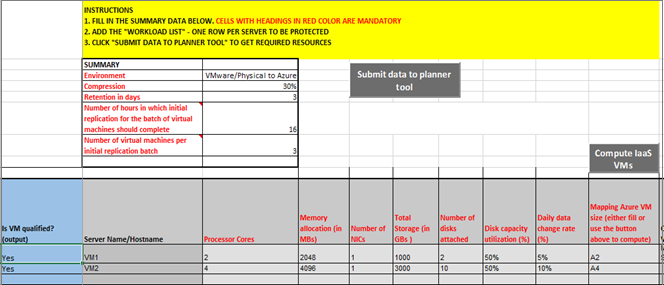 INSTRUCTIONS
1. FILL IN THE SUMMARY DATA BELOW. CELLS WITH HEADINGS IN RED COLOR ARE MANDATORY
2. ADD THE "WORKLOAD LIST" - ONE ROW PER SERVER TO BE PROTECTED
3. CLICK "SUBMIT DATA TO PLANNER TOOL" TO GET REQUIRED RESOURCES
SUMMARY
Environment VMware/Physical to Azure
Compression 30%
Retention in days 3
Number of hours in which initial
replication for the batch of virtual
machines should complete 16
Number of virtual machines per
initial replication batch 3
Submit data to planner
tool
Compute IaaS
VMs
Is VM qualified?
(output)
Server Name/Hostname
Processor Cores
Memory
allocation (in
MBs)
Number of
NICs
Total
Storage (in
GBs )
Number of
disks
attached
Disk capacity
utilization (%)
Daily data
change rate
(%)
Mapping Azure VM
size (either fill or
use the button
above to compute)
Yes VM1 2 2048 1 1000 2 50% 5% A2
Yes VM2 4 4096 1 3000 10 50% 10% A4